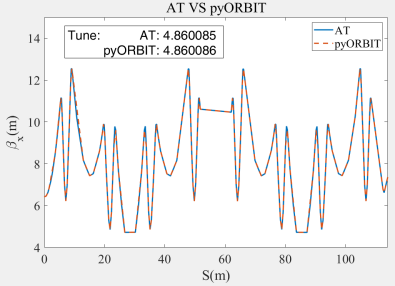 AT VS pyORBIT
Tune: AT: 4.860085
pyORBIT: 4.860086
AT
pyORBIT
β_x(m)
14
12
10
8
6
4
0 20 40 60 80 100
S(m)